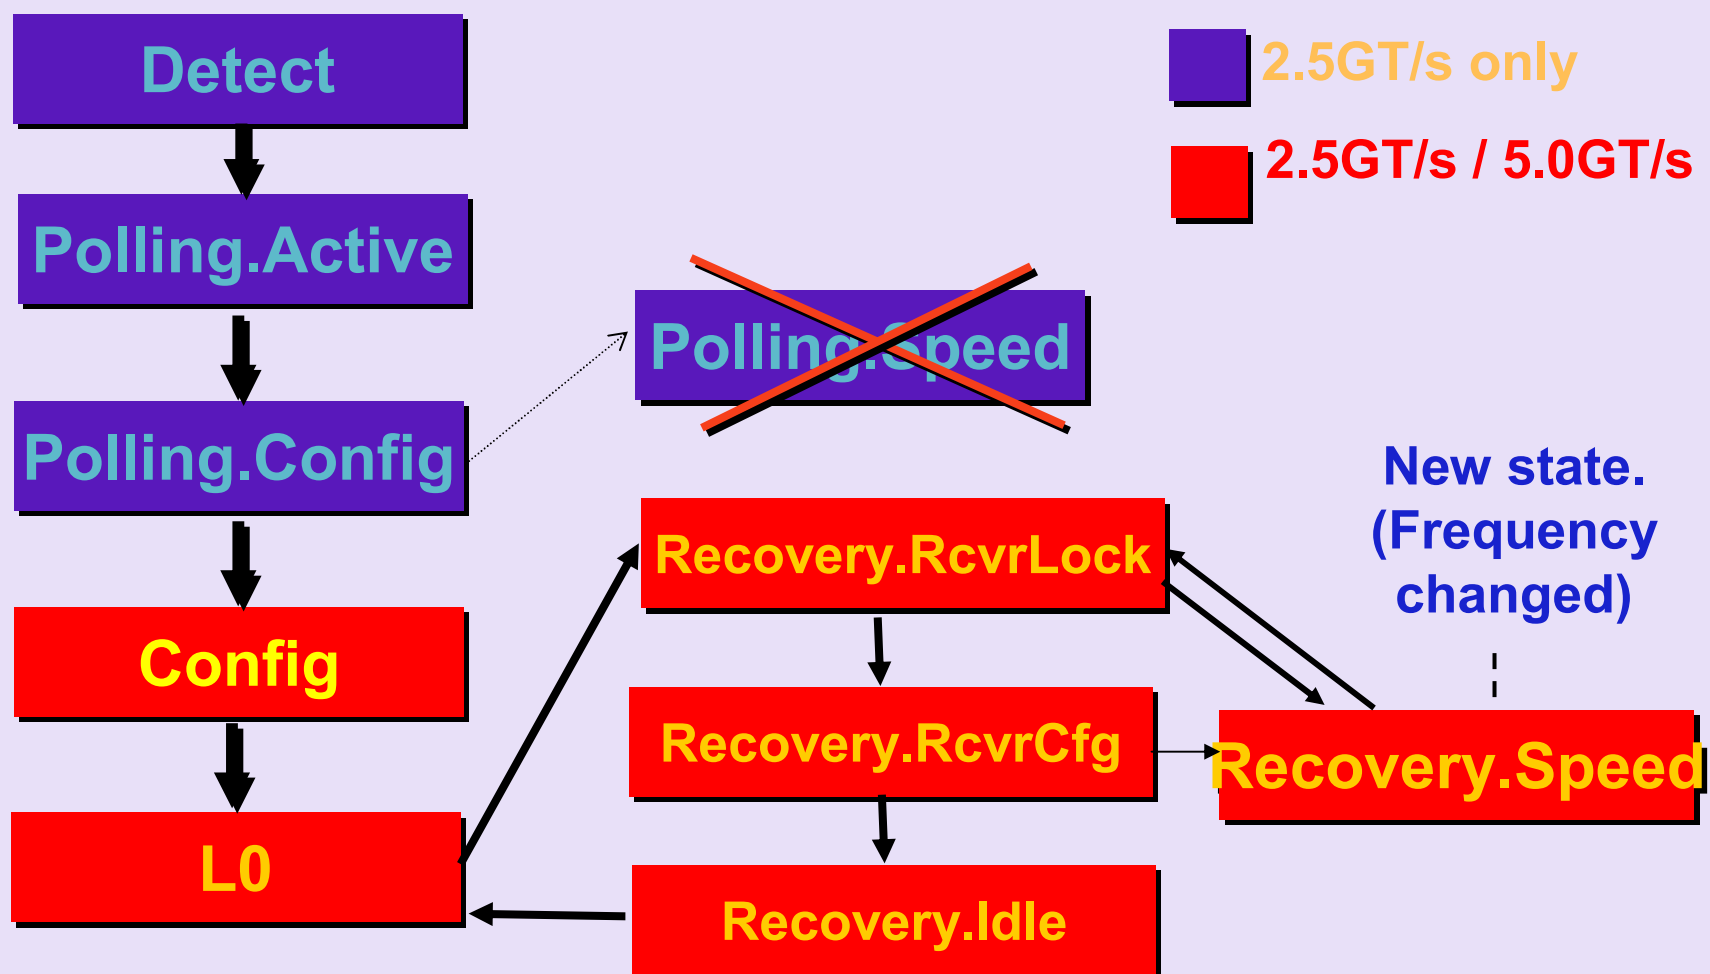 Detect
2.5GT/s only
2.5GT/s / 5.0GT/s
Polling.Active
Polling.Speed
Polling.Config
New state.
(Frequency
changed)
Recovery.RcvrLock
Config
Recovery.RcvrCfg
Recovery.Speed
L0
Recovery.Idle